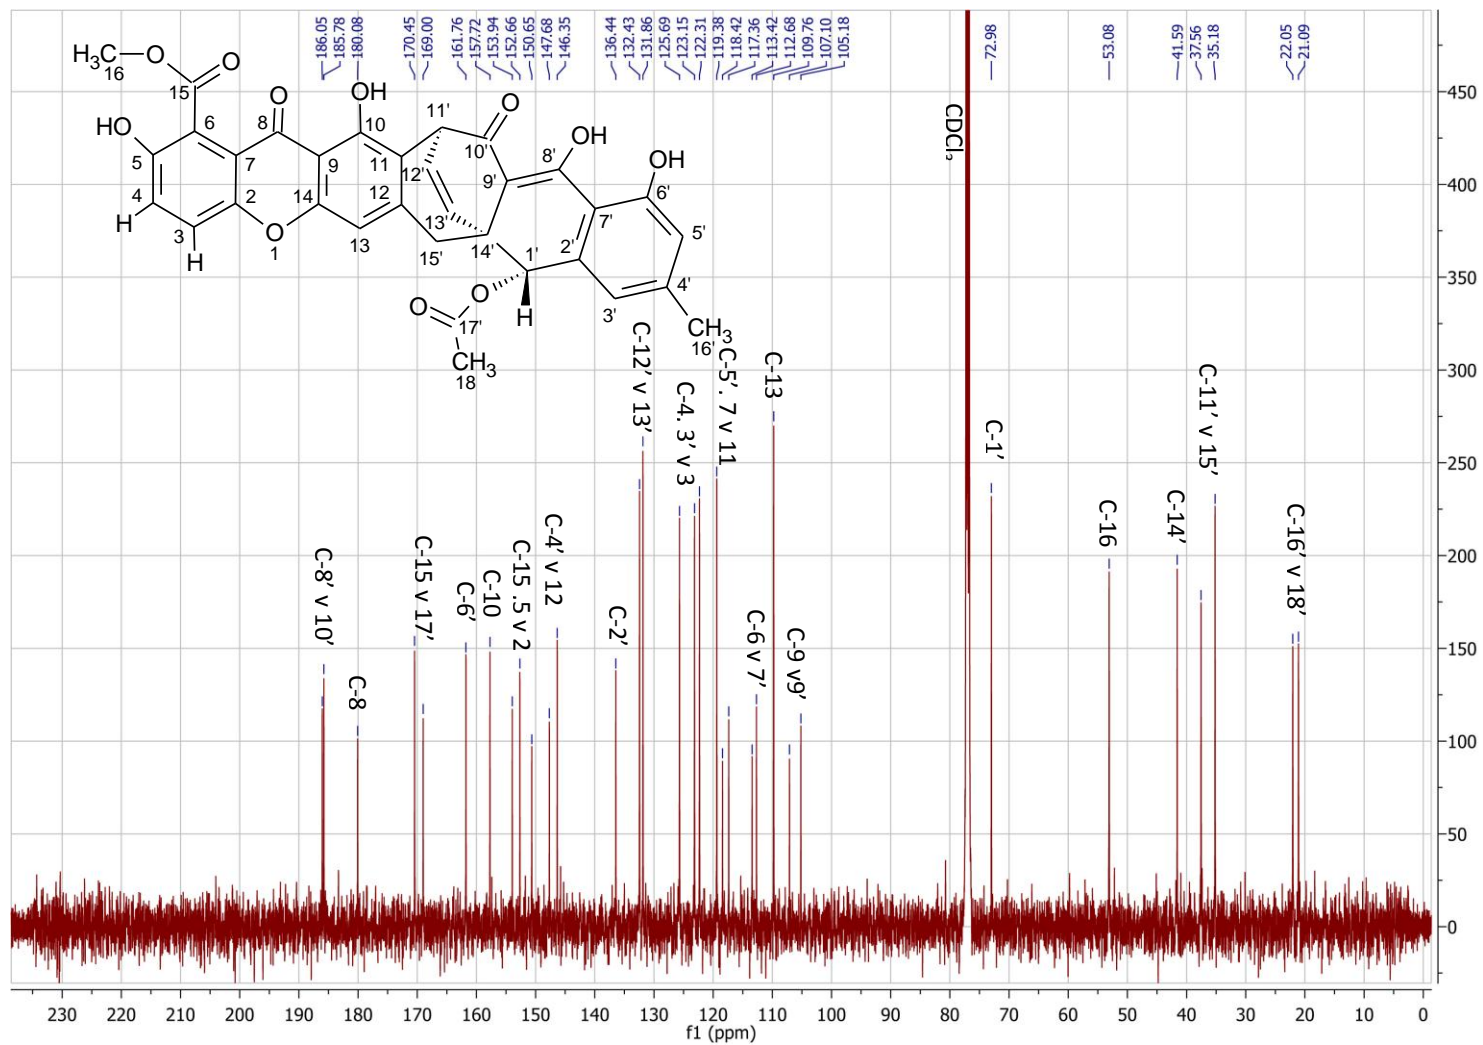 186.05
185.78
180.08
170.45
169.00
161.76
157.72
153.94
152.66
150.65
147.68
146.35
136.44
132.43
131.86
125.69
123.15
122.31
119.38
118.42
117.36
113.42
112.68
109.76
107.10
105.18
72.98
53.08
41.59
37.56
35.18
22.05
21.09
H₃C
16
O
O
15
HO
5
6
7
4
3
2
H
H
O
1
O
8
9
14
OH
10
11
12
13
11'
12'
13'
14'
15'
O
10'
9'
OH
8'
OH
6'
7'
5'
4'
3'
2'
1'
CH₃
16'
O
H
O
17'
CH₃
18
CDCl₃
C-8' y 10'
C-8
C-15 y 17'
C-6'
C-10
C-15 ,5 y 2
C-4' y 12
C-2'
C-12' y 13'
C-4, 3' y 3
C-5', 7 y 11
C-6 y 7'
C-13
C-9 y9'
C-1'
C-16
C-14'
C-11' y 15'
C-16' y 18'
450
400
350
300
250
200
150
100
50
0
230 220 210 200 190 180 170 160 150 140 130 120 110 100 90 80 70 60 50 40 30 20 10 0
f1 (ppm)